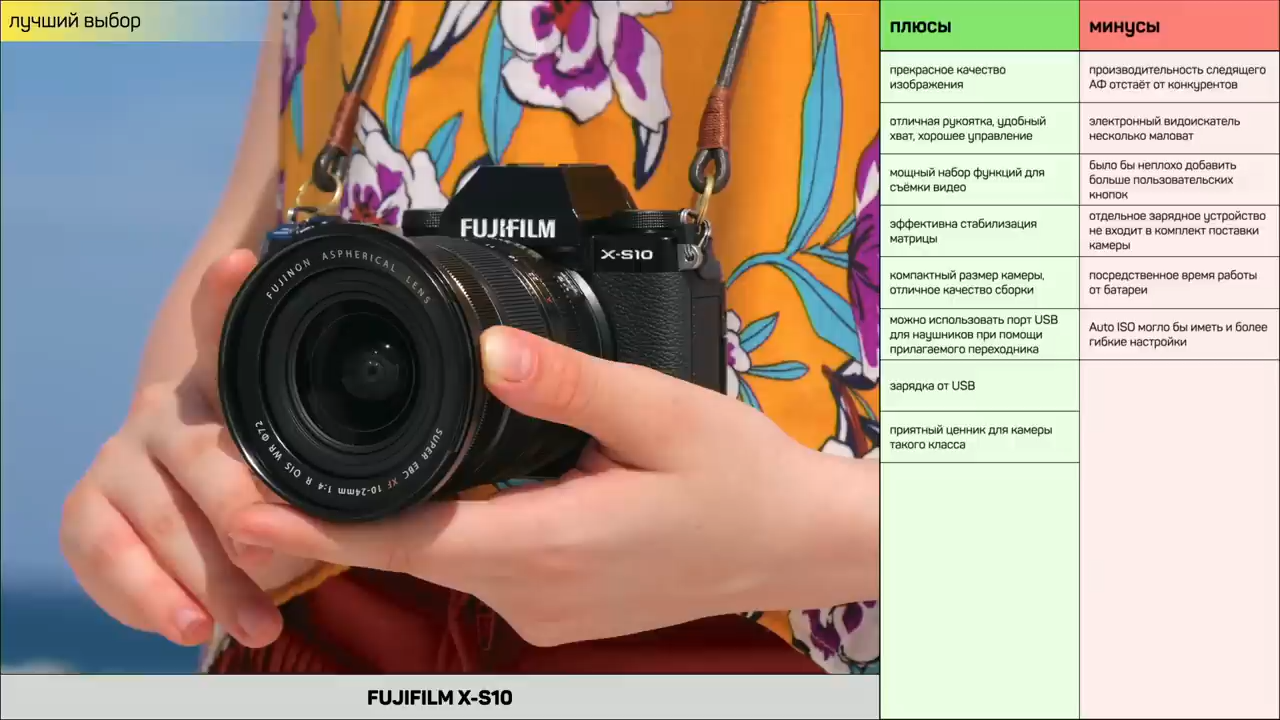 лучший выбор
FUJIFILM
X-S10
FUJINON ASPHERICAL LENS
SUPER EBC XF 10-24mm 1:4 R OIS WR Ø72
FUJIFILM X-S10
плюсы
прекрасное качество
изображения
отличная рукоятка, удобный
хват, хорошее управление
мощный набор функций для
съёмки видео
эффективна стабилизация
матрицы
компактный размер камеры,
отличное качество сборки
можно использовать порт USB
для наушников при помощи
прилагаемого переходника
зарядка от USB
приятный ценник для камеры
такого класса
минусы
производительность следящего
АФ отстаёт от конкурентов
электронный видоискатель
несколько маловат
было бы неплохо добавить
больше пользовательских
кнопок
отдельное зарядное устройство
не входит в комплект поставки
камеры
посредственное время работы
от батареи
Auto ISO могло бы иметь и более
гибкие настройки